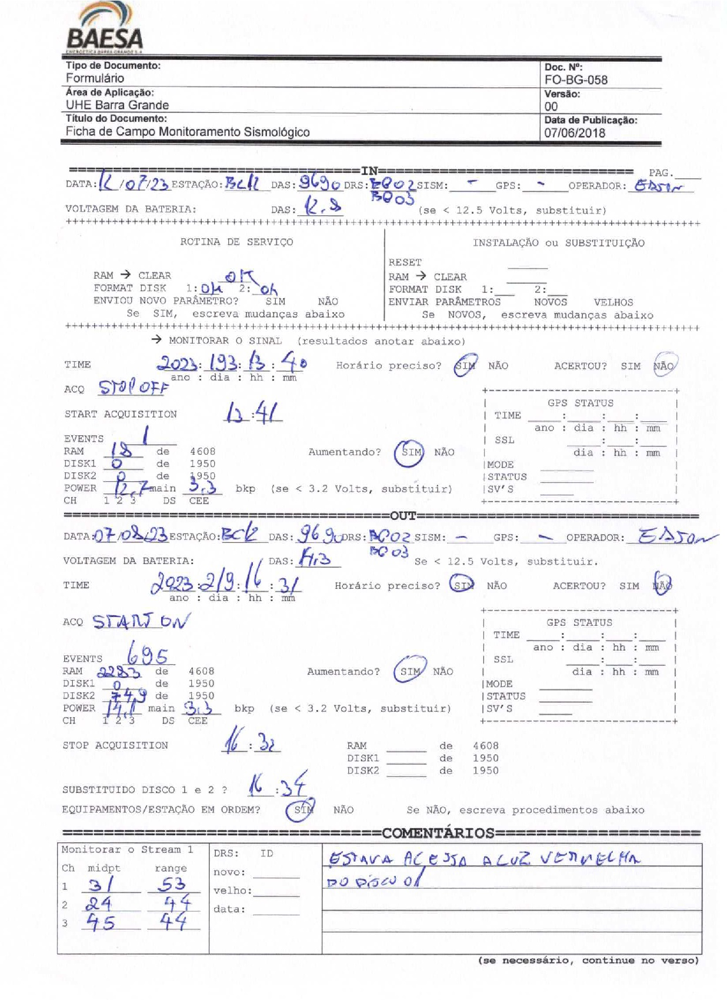 BAESA
ENERGÉTICA BARRA GRANDE S.A
Tipo de Documento:
Formulário
Doc. Nº:
FO-BG-058
Área de Aplicação:
UHE Barra Grande
Versão:
00
Título do Documento:
Ficha de Campo Monitoramento Sismológico
Data de Publicação:
07/06/2018
IN
PAG.
DATA: 12/07/23 ESTAÇÃO: DAS: 9690 DRS: SISM: - GPS: - OPERADOR: EDSON
BQ03
VOLTAGEM DA BATERIA: DAS: 12.8 (se < 12.5 Volts, substituir)
ROTINA DE SERVIÇO
INSTALAÇÃO ou SUBSTITUIÇÃO
RESET
RAM → CLEAR OK
RAM → CLEAR
FORMAT DISK 1: OK 2: OK
FORMAT DISK 1: 2:
ENVIOU NOVO PARÂMETRO? SIM NÃO
ENVIAR PARÂMETROS NOVOS VELHOS
Se SIM, escreva mudanças abaixo
Se NOVOS, escreva mudanças abaixo
→ MONITORAR O SINAL (resultados anotar abaixo)
TIME 2023: 193: 13: 40 Horário preciso? SIM NÃO ACERTOU? SIM NÃO
ano : dia : hh : mm
ACQ STOP OFF
START ACQUISITION 13:41
GPS STATUS
TIME : : :
ano : dia : hh : mm
SSL : :
dia : hh : mm
MODE
STATUS
SV'S
EVENTS 1
RAM 18 de 4608 Aumentando? SIM NÃO
DISK1 0 de 1950
DISK2 0 de 1950
POWER 12,7 main 3,3 bkp (se < 3.2 Volts, substituir)
CH 1 2 3 DS CEE
OUT
DATA: 07/08/23 ESTAÇÃO: DAS: 9690 DRS: BQ02 SISM: - GPS: - OPERADOR: EDSON
BQ03
VOLTAGEM DA BATERIA: DAS: Se < 12.5 Volts, substituir.
TIME 2023: 219: 16: 31 Horário preciso? SIM NÃO ACERTOU? SIM NÃO
ano : dia : hh : mm
ACQ START ON
GPS STATUS
TIME : : :
ano : dia : hh : mm
SSL : :
dia : hh : mm
MODE
STATUS
SV'S
EVENTS 695
RAM 2283 de 4608 Aumentando? SIM NÃO
DISK1 0 de 1950
DISK2 74,9 de 1950
POWER 14,1 main 3,3 bkp (se < 3.2 Volts, substituir)
CH 1 2 3 DS CEE
STOP ACQUISITION 16:32
RAM de 4608
DISK1 de 1950
DISK2 de 1950
SUBSTITUIDO DISCO 1 e 2 ? 16:34
EQUIPAMENTOS/ESTAÇÃO EM ORDEM? SIM NÃO Se NÃO, escreva procedimentos abaixo
COMENTÁRIOS
Monitorar o Stream 1
Ch midpt range
1 31 53
2 24 44
3 45 44
DRS: ID
novo:
velho:
data:
ESTAVA ACESSA A LUZ VERMELHA
DO DISCO 01
(se necessário, continue no verso)